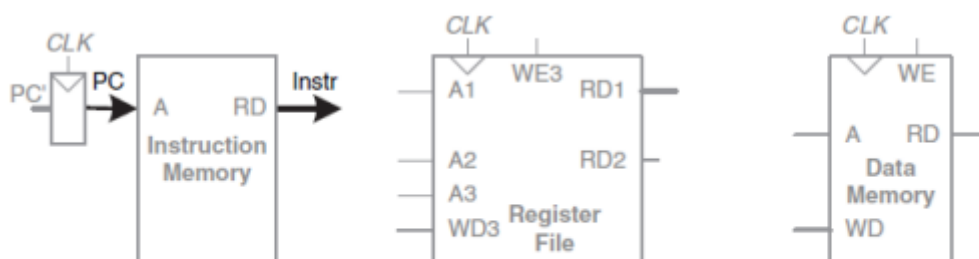 CLK
PC'
PC
A
RD
Instr
Instruction
Memory
CLK
WE3
A1
RD1
A2
RD2
A3
WD3
Register
File
CLK
WE
A
RD
Data
Memory
WD